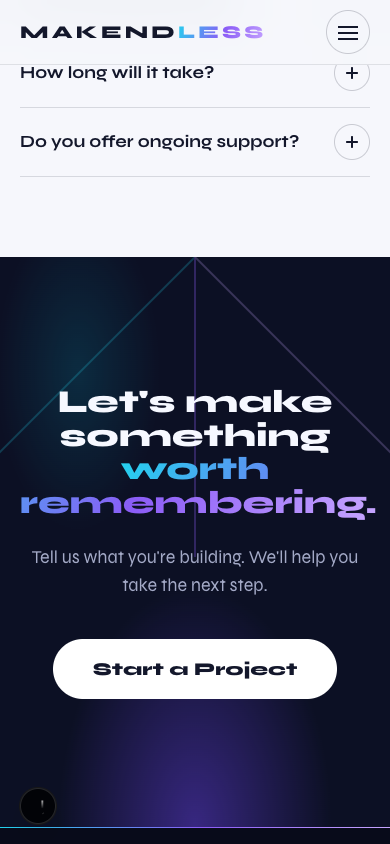 MAKENDLESS
How long will it take?
Do you offer ongoing support?
Let's make
something
worth
remembering.
Tell us what you're building. We'll help you
take the next step.
Start a Project